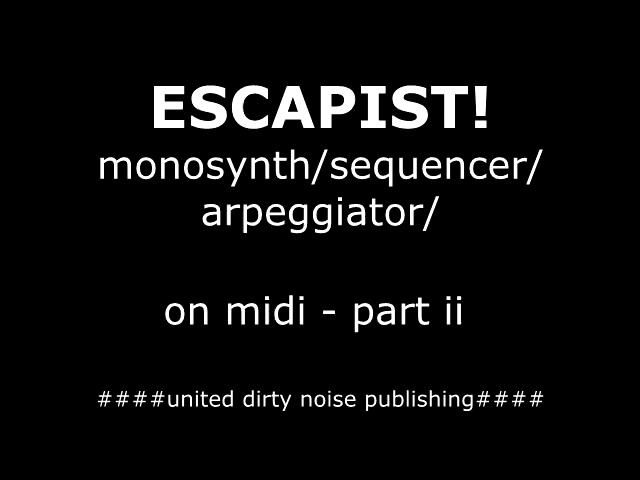 ESCAPIST!
monosynth/sequencer/
arpeggiator/
on midi - part ii
####united dirty noise publishing####